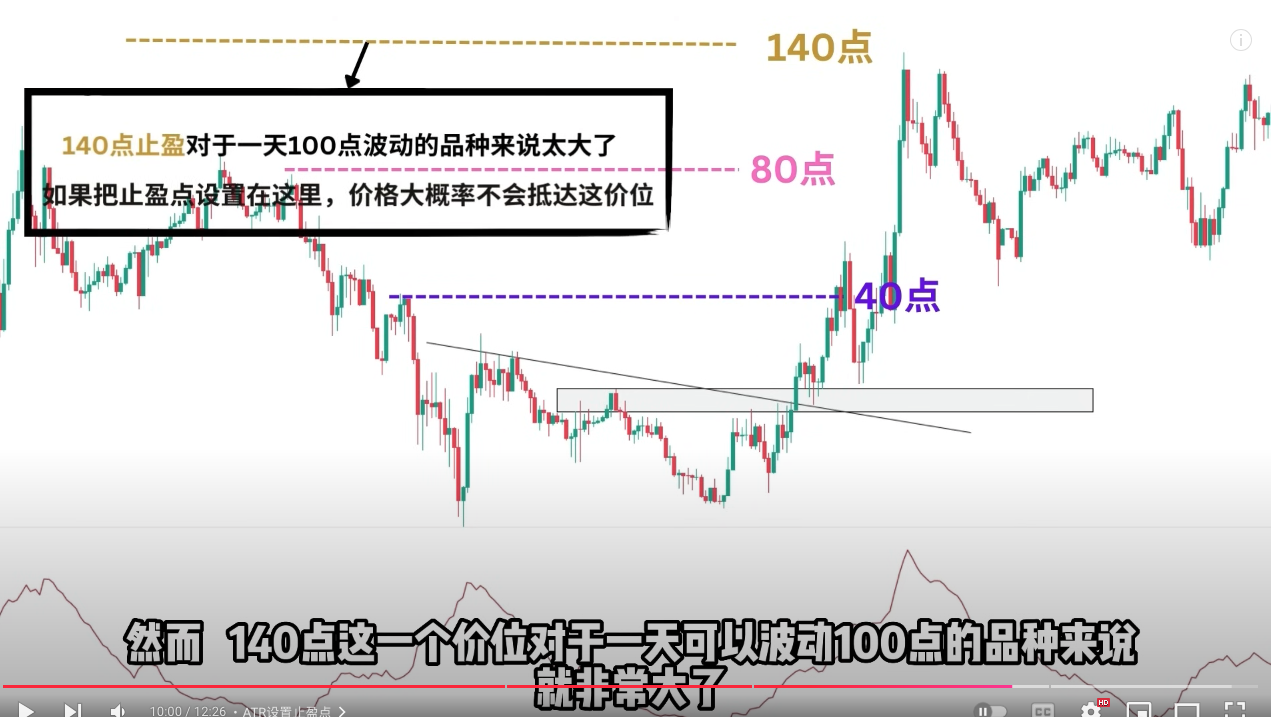 140点
140点止盈对于一天100点波动的品种来说太大了
80点
如果把止盈点设置在这里，价格大概率不会抵达这价位
40点
然而 140点这一个价位对于一天可以波动100点的品种来说
就非常大了
10:00 / 12:26 • ATR设置止盈点
CC
HD